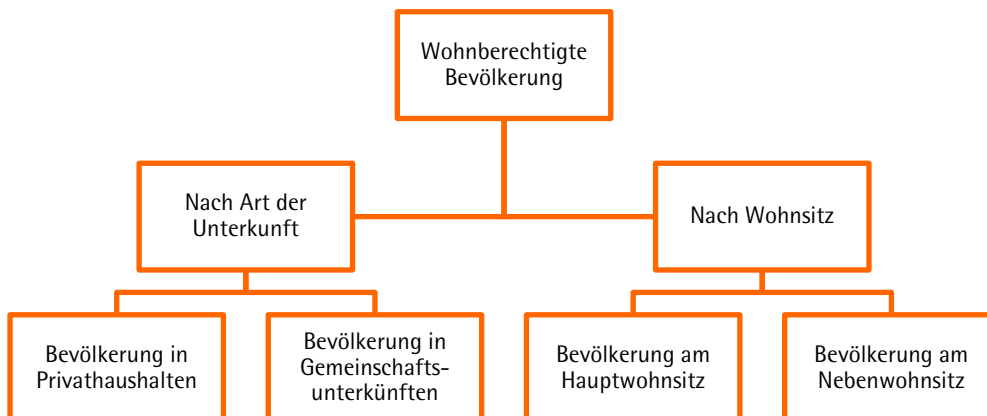 Wohnberechtigte
Bevölkerung
Nach Art der
Unterkunft
Nach Wohnsitz
Bevölkerung in
Privathaushalten
Bevölkerung in
Gemeinschafts-
unterkünften
Bevölkerung am
Hauptwohnsitz
Bevölkerung am
Nebenwohnsitz